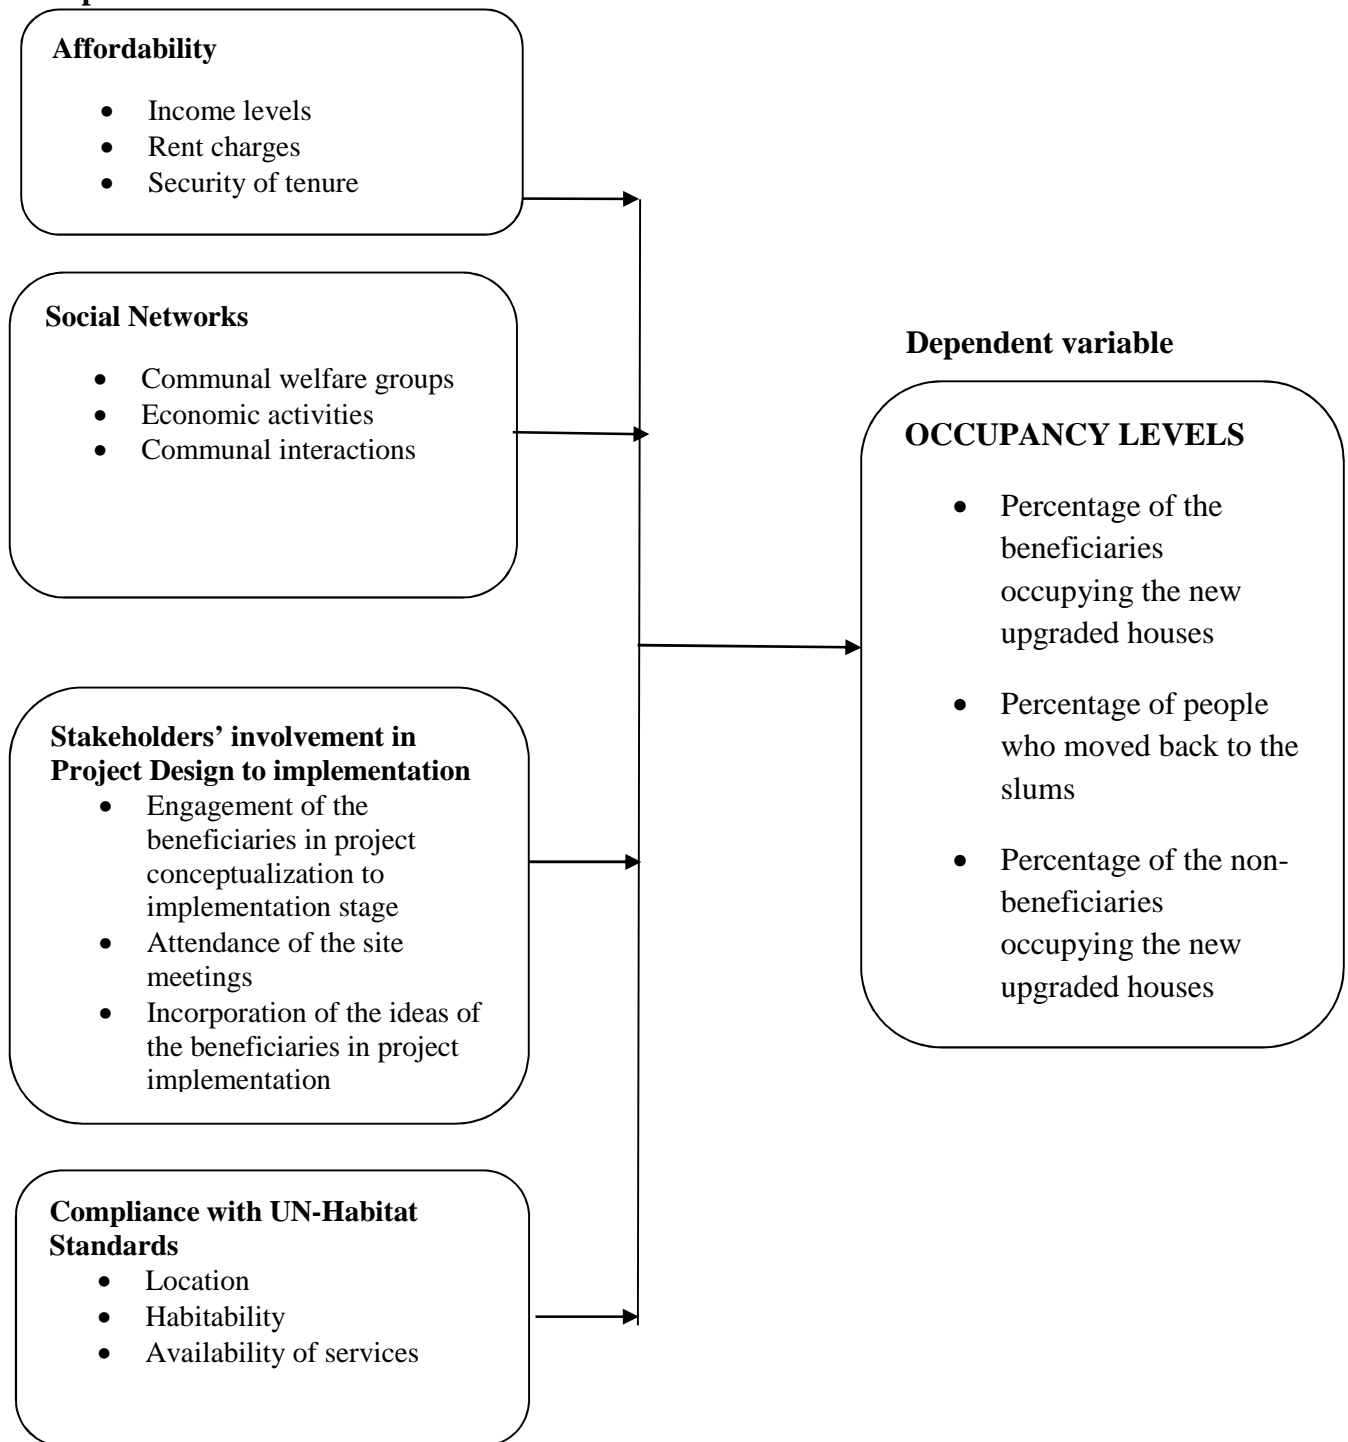 Affordability
• Income levels
• Rent charges
• Security of tenure
Social Networks
• Communal welfare groups
• Economic activities
• Communal interactions
Stakeholders’ involvement in
Project Design to implementation
• Engagement of the
beneficiaries in project
conceptualization to
implementation stage
• Attendance of the site
meetings
• Incorporation of the ideas of
the beneficiaries in project
implementation
Compliance with UN-Habitat
Standards
• Location
• Habitability
• Availability of services
Dependent variable
OCCUPANCY LEVELS
• Percentage of the
beneficiaries
occupying the new
upgraded houses
• Percentage of people
who moved back to the
slums
• Percentage of the non-
beneficiaries
occupying the new
upgraded houses